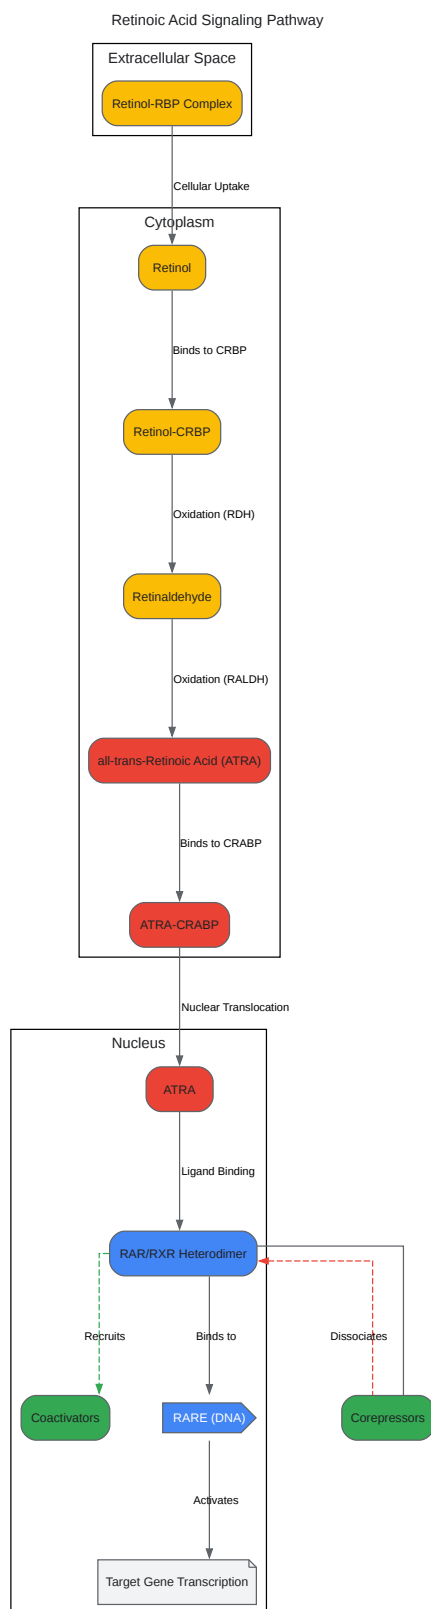 Retinoic Acid Signaling Pathway
Extracellular Space
Retinol-RBP Complex
Cellular Uptake
Cytoplasm
Retinol
Binds to CRBP
Retinol-CRBP
Oxidation (RDH)
Retinaldehyde
Oxidation (RALDH)
all-trans-Retinoic Acid (ATRA)
Binds to CRABP
ATRA-CRABP
Nuclear Translocation
Nucleus
ATRA
Ligand Binding
RAR/RXR Heterodimer
Recruits
Binds to
Dissociates
Coactivators
RARE (DNA)
Corepressors
Activates
Target Gene Transcription